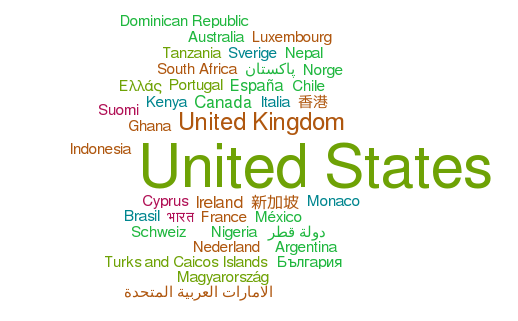 Dominican Republic
Australia Luxembourg
Tanzania Sverige Nepal
South Africa پاکستان Norge
Ελλάς Portugal España Chile
Kenya Canada Italia 香港
Suomi
Ghana United Kingdom
Indonesia United States
Cyprus Ireland 新加坡 Monaco
Brasil भारत France México
Schweiz Nigeria دولة قطر
Nederland Argentina
Turks and Caicos Islands България
Magyarország
الامارات العربية المتحدة